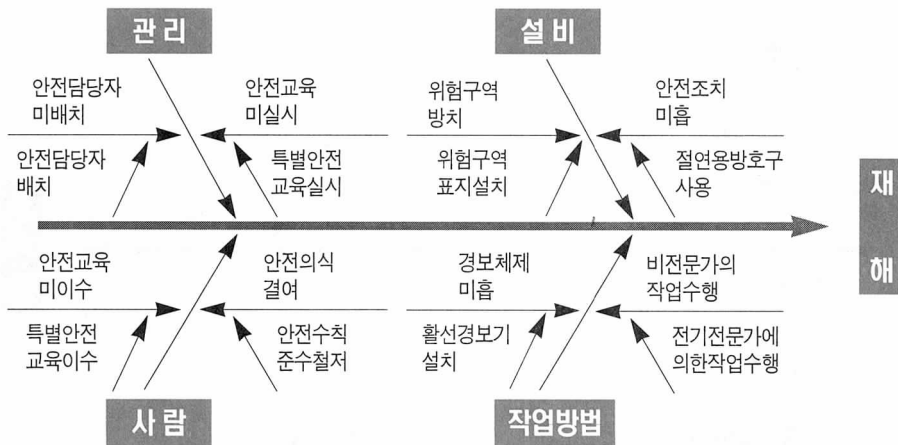 관리
설비
안전담당자
미배치
안전교육
미실시
위험구역
방치
안전조치
미흡
안전담당자
배치
특별안전
교육실시
위험구역
표지설치
절연용방호구
사용
재
해
안전교육
미이수
안전의식
결여
경보체제
미흡
비전문가의
작업수행
특별안전
교육이수
안전수칙
준수철저
활선경보기
설치
전기전문가에
의한작업수행
사람
작업방법